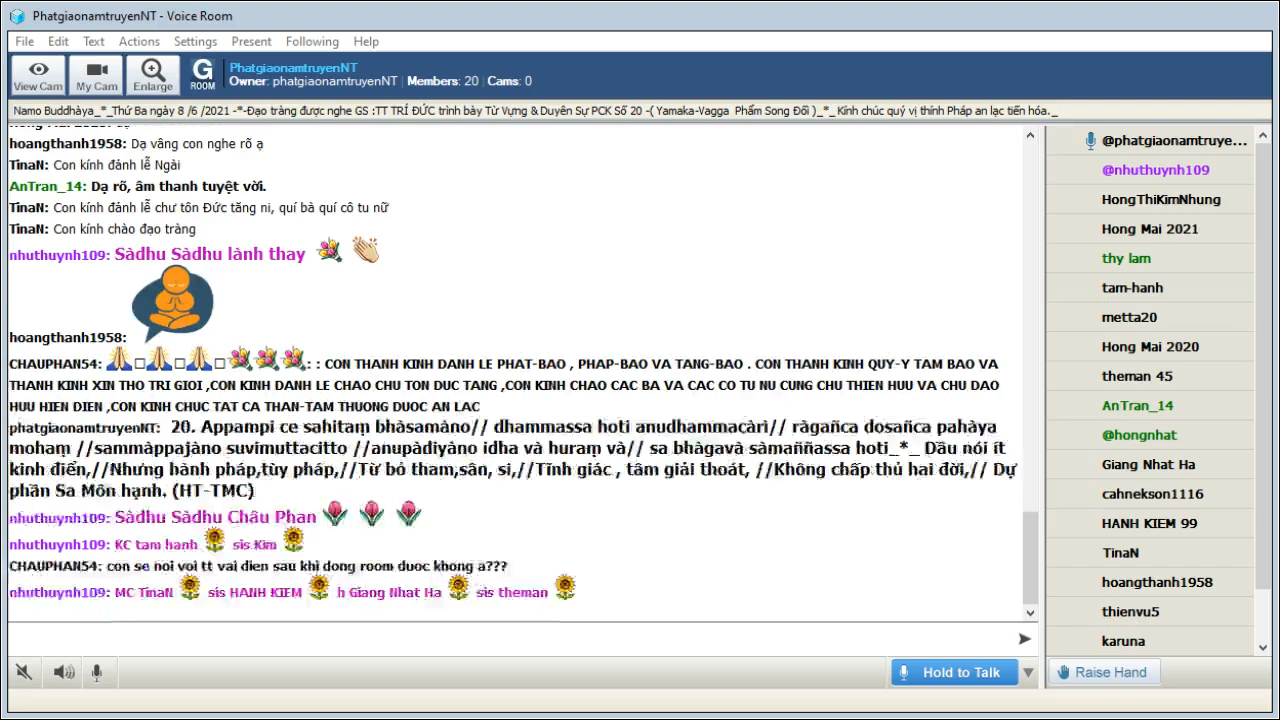 PhatgiaonamtruyenNT - Voice Room
File Edit Text Actions Settings Present Following Help
View Cam My Cam Enlarge G ROOM
PhatgiaonamtruyenNT
Owner: phatgiaonamtruyenNT Members: 20 Cams: 0
Namo Buddhàya_*_Thứ Ba ngày 8 /6 /2021 -*-Đạo tràng được nghe GS :TT TRÍ ĐỨC trình bày Từ Vựng & Duyên Sự PCK Số 20 -( Yamaka-Vagga Phẩm Song Đối )_*_ Kính chúc quý vị thính Pháp an lạc tiến hóa._
hoangthanh1958: Dạ vâng con nghe rõ ạ
TinaN: Con kính đảnh lễ Ngài
AnTran_14: Dạ rõ, âm thanh tuyệt vời.
TinaN: Con kính đảnh lễ chư tôn Đức tăng ni, quí bà quí cô tu nữ
TinaN: Con kính chào đạo tràng
nhuthuynh109: Sàdhu Sàdhu lành thay
hoangthanh1958:
CHAUPHAN54: : : CON THANH KINH DANH LE PHAT-BAO , PHAP-BAO VA TANG-BAO . CON THANH KINH QUY-Y TAM BAO VA
THANH KINH XIN THO TRI GIOI ,CON KINH DANH LE CHAO CHU TON DUC TANG ,CON KINH CHAO CAC BA VA CAC CO TU NU CUNG CHU THIEN HUU VA CHU DAO
HUU HIEN DIEN ,CON KINH CHUC TAT CA THAN-TAM THUONG DUOC AN LAC
phatgiaonamtruyenNT: 20. Appampi ce sahitaṃ bhàsamàno// dhammassa hoti anudhammacàrì// ràgañca dosañca pahàya
mohaṃ //sammàppajàno suvimuttacitto //anupàdiyàno idha và huraṃ và// sa bhàgavà sàmaññassa hoti_*_ Dầu nói ít
kinh điển,//Nhưng hành pháp,tùy pháp,//Từ bỏ tham,sân, si,//Tĩnh giác , tâm giải thoát, //Không chấp thủ hai đời,// Dự
phần Sa Môn hạnh. (HT-TMC)
nhuthuynh109: Sàdhu Sàdhu Châu Phan
nhuthuynh109: KC tam hanh sis Kim
CHAUPHAN54: con se noi voi tt vai dien sau khi dong room duoc khong a???
nhuthuynh109: MC TinaN sis HANH KIEM h Giang Nhat Ha sis theman
Hold to Talk
@phatgiaonamtruye...
@nhuthuynh109
HongThiKimNhung
Hong Mai 2021
thy lam
tam-hanh
metta20
Hong Mai 2020
theman 45
AnTran_14
@hongnhat
Giang Nhat Ha
cahnekson1116
HANH KIEM 99
TinaN
hoangthanh1958
thienvu5
karuna
Raise Hand